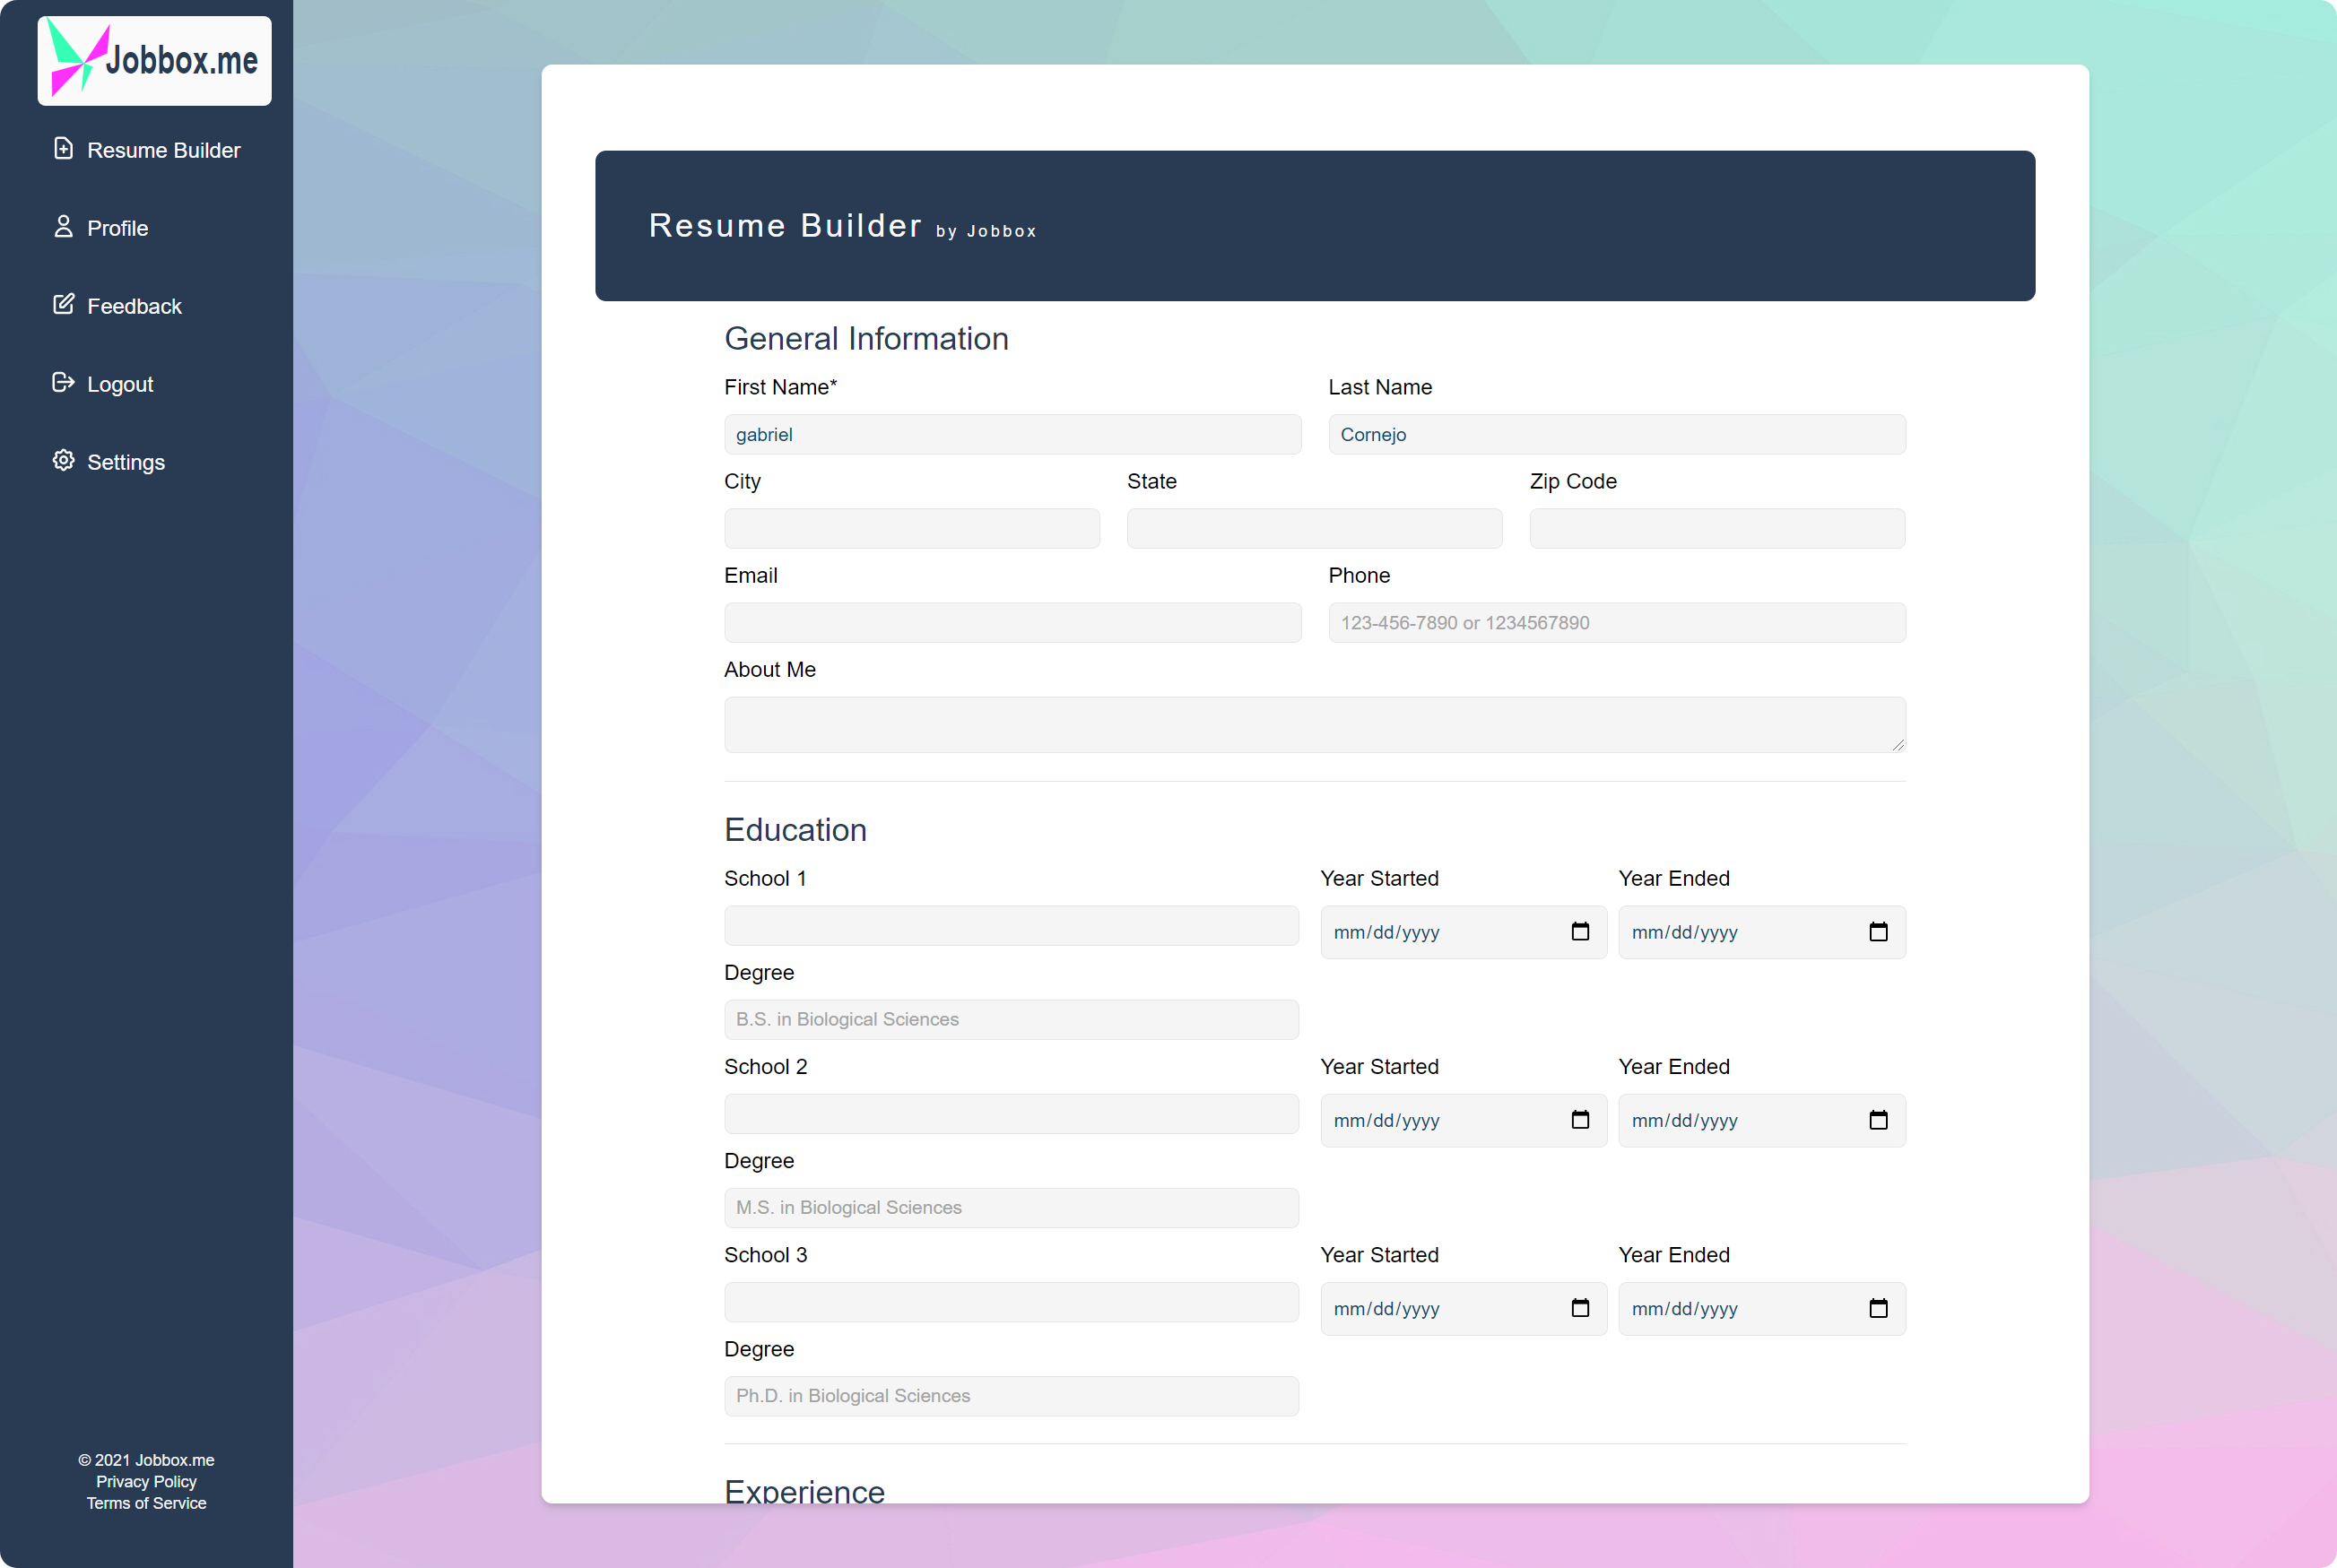 Jobbox.me
Resume Builder
Profile
Feedback
Logout
Settings
© 2021 Jobbox.me
Privacy Policy
Terms of Service
Resume Builder by Jobbox
General Information
First Name* Last Name
gabriel Cornejo
City State Zip Code
Email Phone
123-456-7890 or 1234567890
About Me
Education
School 1 Year Started Year Ended
mm/dd/yyyy mm/dd/yyyy
Degree
B.S. in Biological Sciences
School 2 Year Started Year Ended
mm/dd/yyyy mm/dd/yyyy
Degree
M.S. in Biological Sciences
School 3 Year Started Year Ended
mm/dd/yyyy mm/dd/yyyy
Degree
Ph.D. in Biological Sciences
Experience